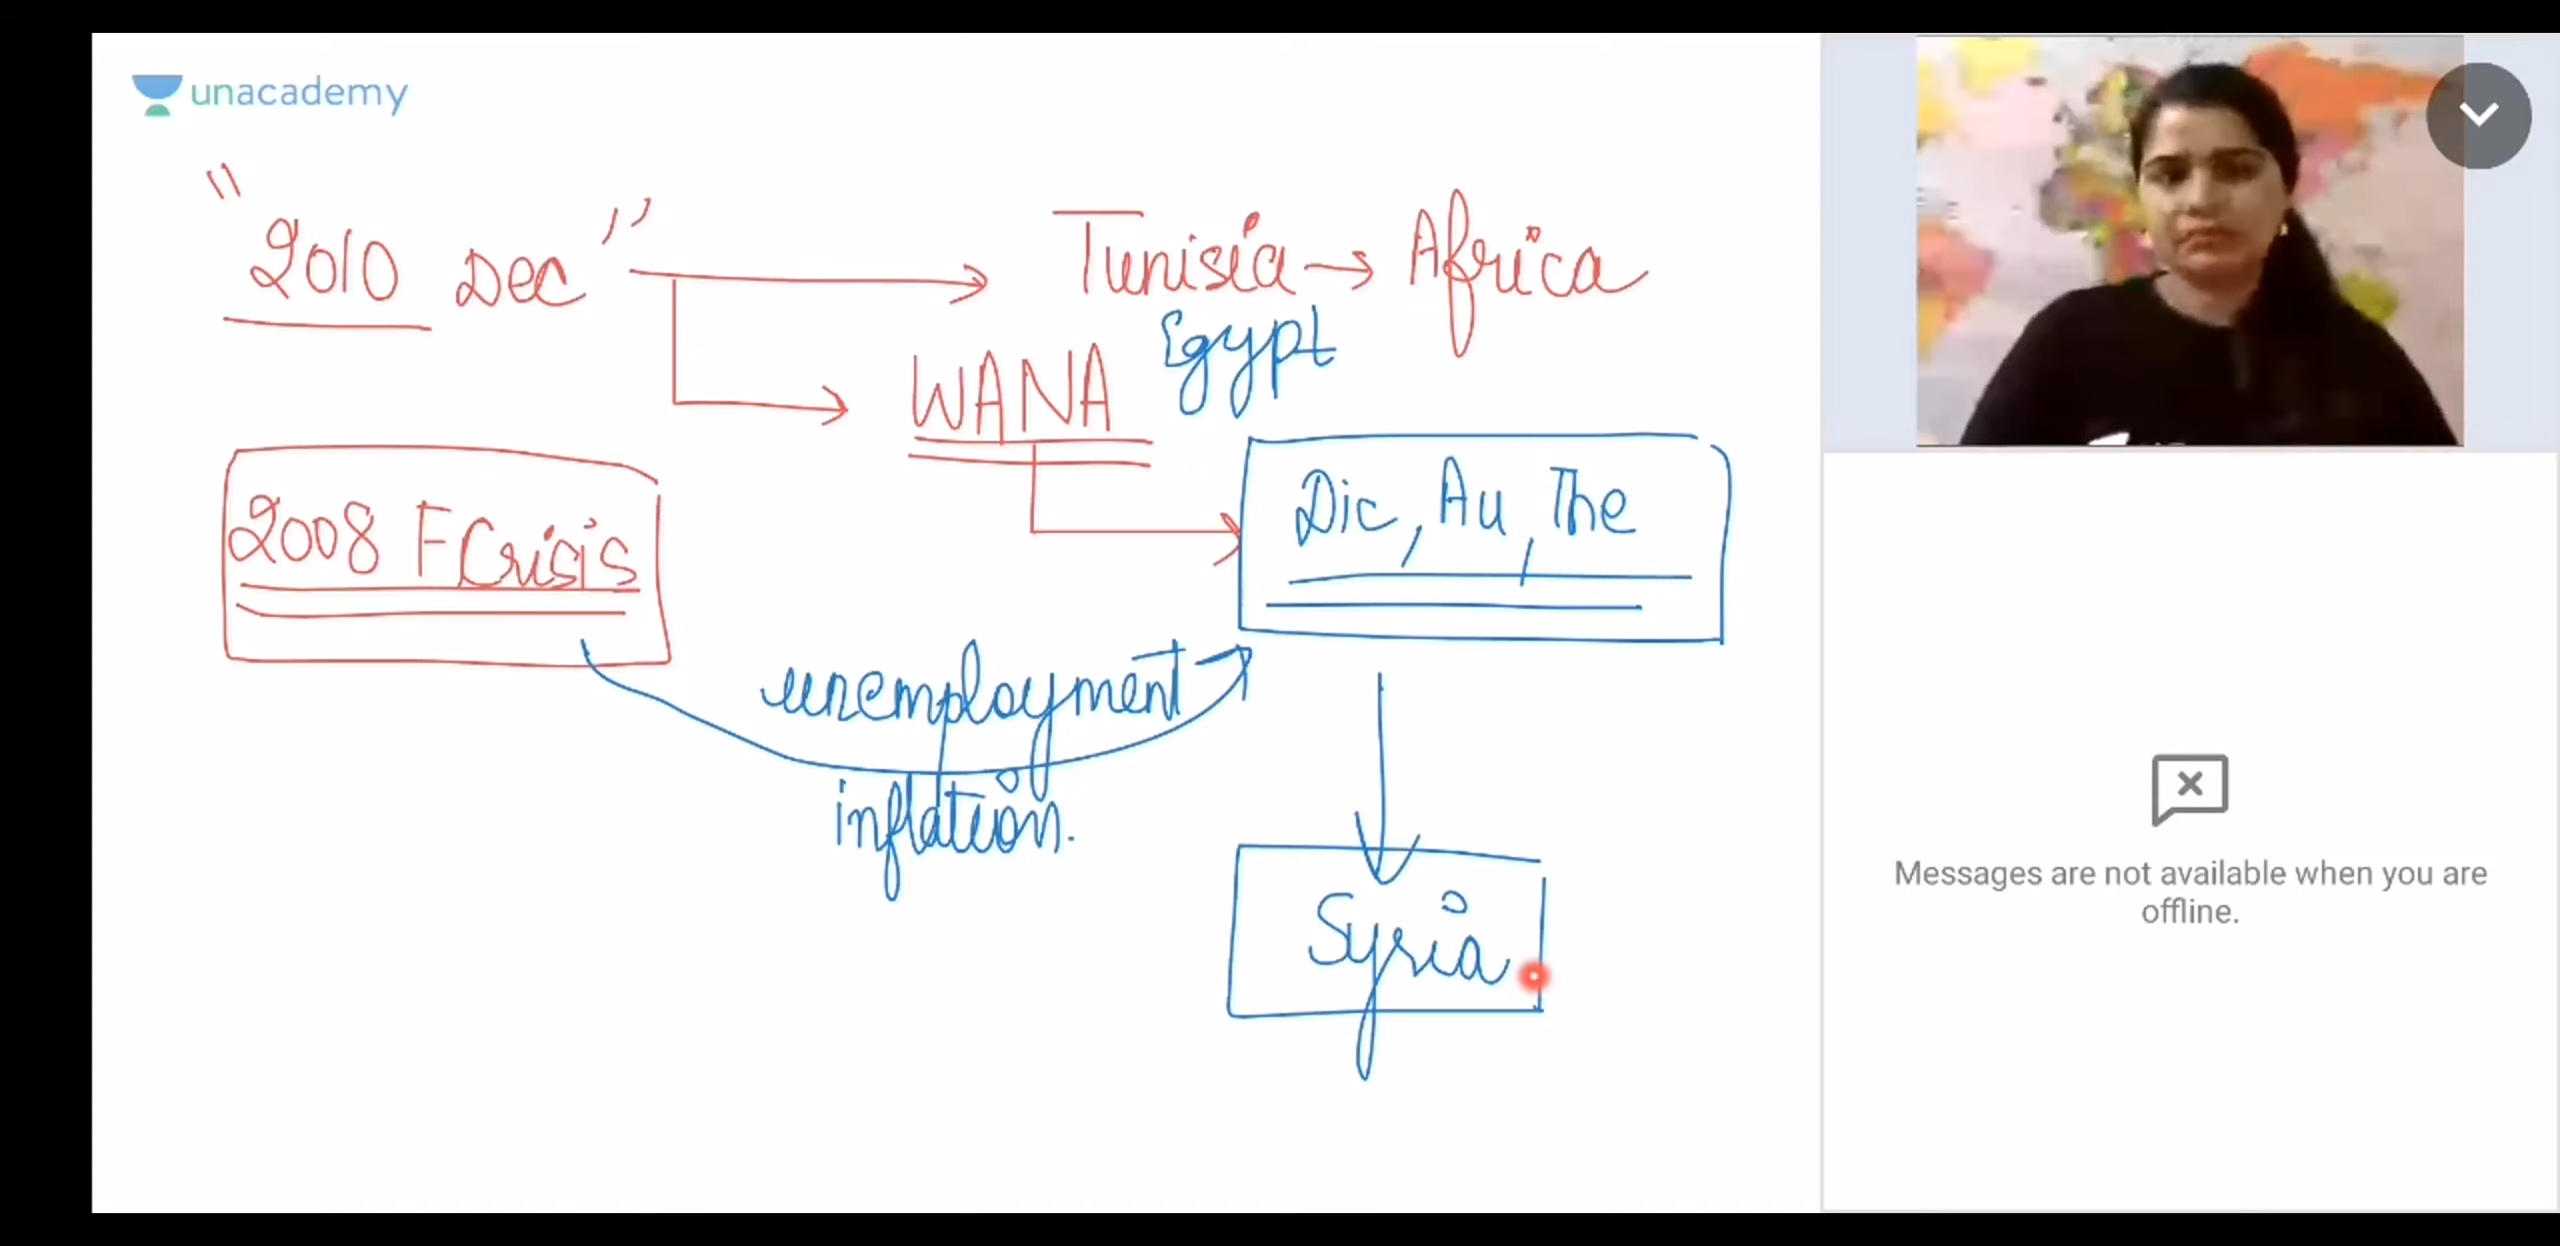 unacademy
"2010 Dec" → Tunisia → Africa
Egypt
WANA
2008 F Crisis
Dic, Au, The
unemployment
inflation.
Syria
Messages are not available when you are
offline.